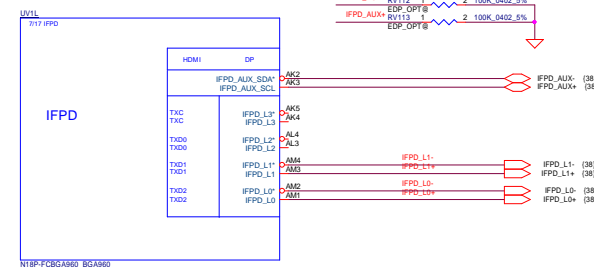 UV1L
7/17 IFPD
RV112 1 2 100K_0402_5%
EDP_OPT@
IFPD_AUX+ RV113 1 2 100K_0402_5%
EDP_OPT@
HDMI DP
IFPD_AUX_SDA* AK2 IFPD_AUX- (38
IFPD_AUX_SCL AK3 IFPD_AUX+ (38
IFPD
TXC IFPD_L3* AK5
TXC IFPD_L3 AK4
TXD0 IFPD_L2* AL4
TXD0 IFPD_L2 AL3
TXD1 IFPD_L1* AM4 IFPD_L1- IFPD_L1- (38)
TXD1 IFPD_L1 AM3 IFPD_L1+ IFPD_L1+ (38)
TXD2 IFPD_L0* AM2 IFPD_L0- IFPD_L0- (38
TXD2 IFPD_L0 AM1 IFPD_L0+ IFPD_L0+ (38
N18P-FCBGA960_BGA960